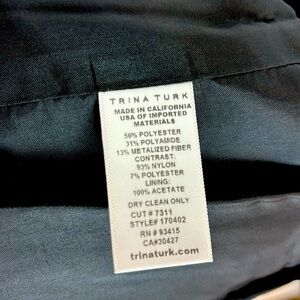 TRINA TURK
MADE IN CALIFORNIA
USA OF IMPORTED
MATERIALS
56% POLYESTER
31% POLYAMIDE
13% METALIZED FIBER
CONTRAST:
93% NYLON
7% POLYESTER
LINING:
100% ACETATE
DRY CLEAN ONLY
CUT # 7311
STYLE# 170402
RN # 93415
CA#30427
trinaturk.com